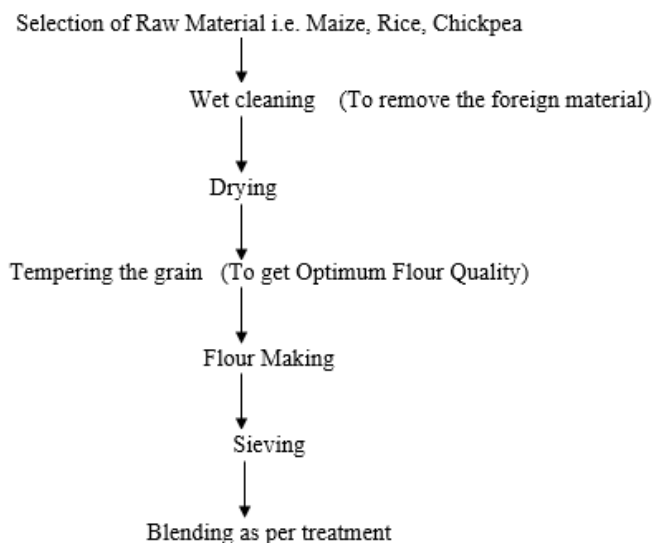 Selection of Raw Material i.e. Maize, Rice, Chickpea
Wet cleaning (To remove the foreign material)
Drying
Tempering the grain (To get Optimum Flour Quality)
Flour Making
Sieving
Blending as per treatment